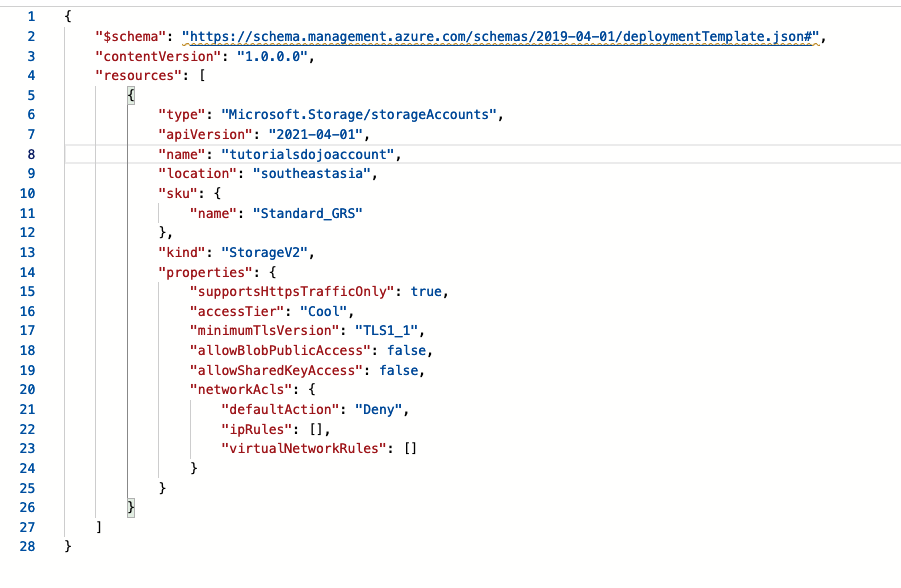 1 {
2 "$schema": "https://schema.management.azure.com/schemas/2019-04-01/deploymentTemplate.json#",
3 "contentVersion": "1.0.0.0",
4 "resources": [
5 {
6 "type": "Microsoft.Storage/storageAccounts",
7 "apiVersion": "2021-04-01",
8 "name": "tutorialsdojoaccount",
9 "location": "southeastasia",
10 "sku": {
11 "name": "Standard_GRS"
12 },
13 "kind": "StorageV2",
14 "properties": {
15 "supportsHttpsTrafficOnly": true,
16 "accessTier": "Cool",
17 "minimumTlsVersion": "TLS1_1",
18 "allowBlobPublicAccess": false,
19 "allowSharedKeyAccess": false,
20 "networkAcls": {
21 "defaultAction": "Deny",
22 "ipRules": [],
23 "virtualNetworkRules": []
24 }
25 }
26 }
27 ]
28 }